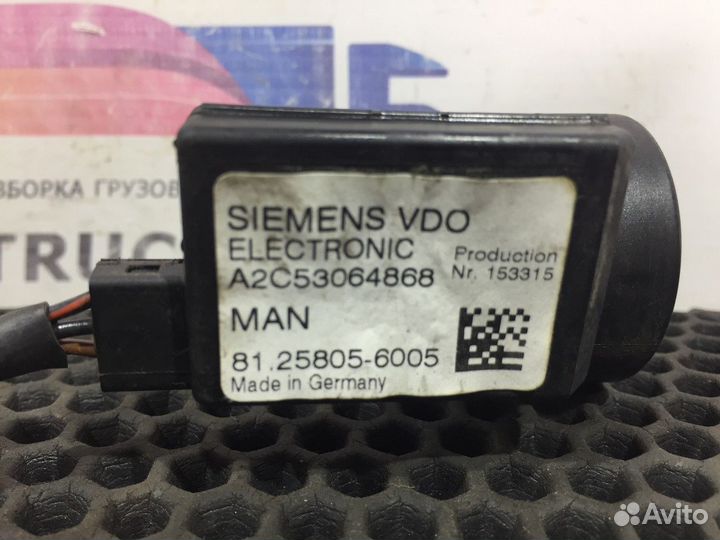 ЗБОРКА ГРУЗОВ
TRUC
SIEMENS VDO
ELECTRONIC
A2C53064868
Production
Nr. 153315
MAN
81.25805-6005
Made in Germany
Avito